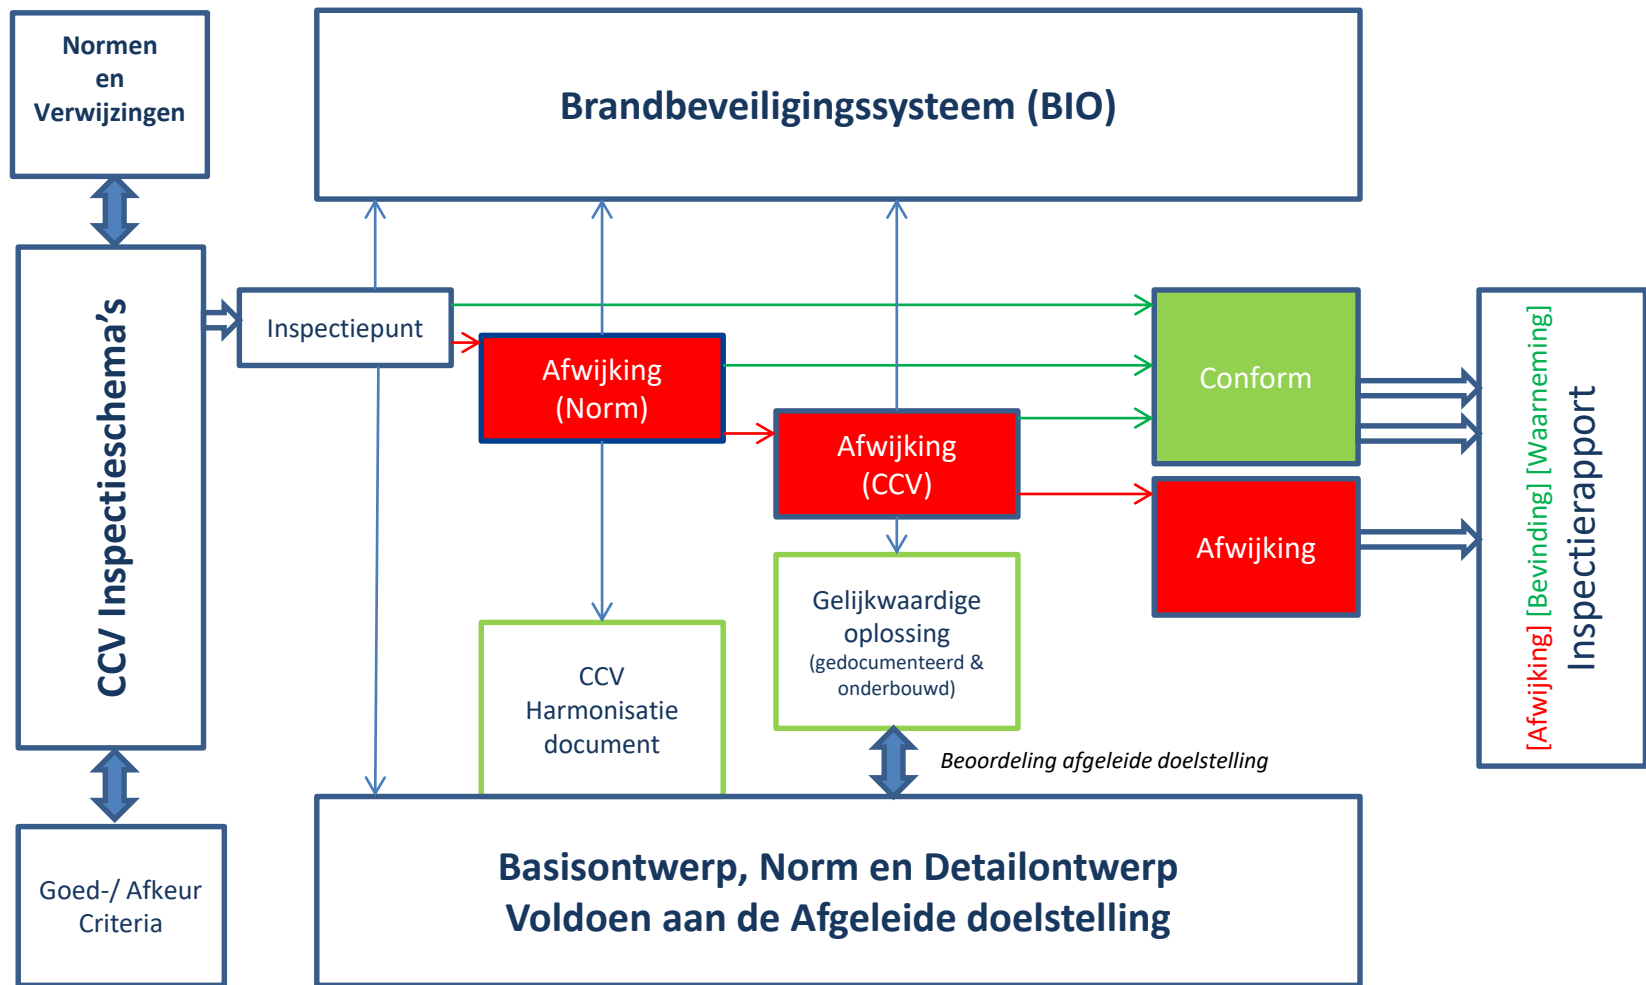 Normen
en
Verwijzingen
Brandbeveiligingssysteem (BIO)
CCV Inspectieschema’s
Inspectiepunt
Afwijking
(Norm)
Afwijking
(CCV)
Conform
Afwijking
[Afwijking] [Bevinding] [Waarneming]
Inspectierapport
CCV
Harmonisatie
document
Gelijkwaardige
oplossing
(gedocumenteerd &
onderbouwd)
Beoordeling afgeleide doelstelling
Goed-/ Afkeur
Criteria
Basisontwerp, Norm en Detailontwerp
Voldoen aan de Afgeleide doelstelling